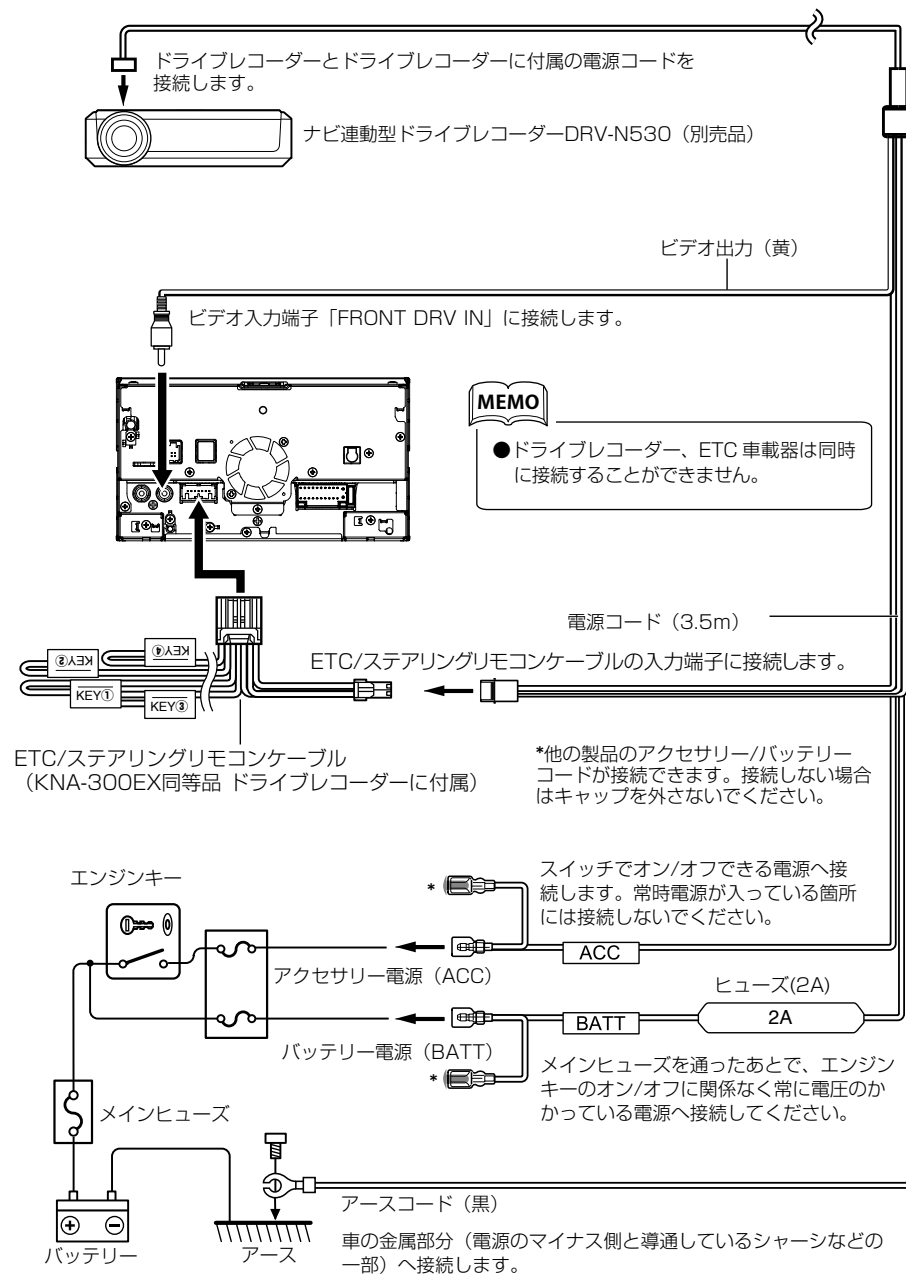 ドライブレコーダーとドライブレコーダーに付属の電源コードを
接続します。
ナビ連動型ドライブレコーダーDRV-N530（別売品）
ビデオ出力（黄）
ビデオ入力端子「FRONT DRV IN」に接続します。
MEMO
●ドライブレコーダー、ETC 車載器は同時
に接続することができません。
電源コード（3.5m）
ETC/ステアリングリモコンケーブルの入力端子に接続します。
KEY②
KEY④
KEY①
KEY③
ETC/ステアリングリモコンケーブル
（KNA-300EX同等品 ドライブレコーダーに付属）
*他の製品のアクセサリー/バッテリー
コードが接続できます。接続しない場合
はキャップを外さないでください。
エンジンキー
*
スイッチでオン/オフできる電源へ接
続します。常時電源が入っている箇所
には接続しないでください。
ACC
アクセサリー電源（ACC）
ヒューズ(2A)
BATT
2A
バッテリー電源（BATT）
*
メインヒューズを通ったあとで、エンジン
キーのオン/オフに関係なく常に電圧のか
かっている電源へ接続してください。
メインヒューズ
アースコード（黒）
⊕ ⊖
バッテリー
アース
車の金属部分（電源のマイナス側と導通しているシャーシなどの
一部）へ接続します。